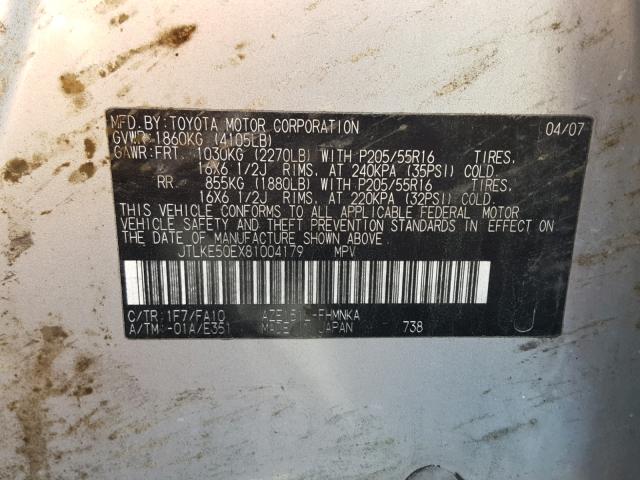 MFD.BY:TOYOTA MOTOR CORPORATION 04/07
GVWR 1860KG (4105LB)
GAWR:FRT. 1030KG (2270LB) WITH P205/55R16 TIRES,
16X6 1/2J RIMS, AT 240KPA (35PSI) COLD
RR. 855KG (1880LB) WITH P205/55R16 TIRES,
16X6 1/2J RIMS, AT 220KPA (32PSI) COLD
THIS VEHICLE CONFORMS TO ALL APPLICABLE FEDERAL MOTOR
VEHICLE SAFETY AND THEFT PREVENTION STANDARDS IN EFFECT ON
THE DATE OF MANUFACTURE SHOWN ABOVE.
JTLKE50EX81004179 MPV
C/TR:1F7/FA10 -FHMNKA
A/TM:-01A/E351 JAPAN 738